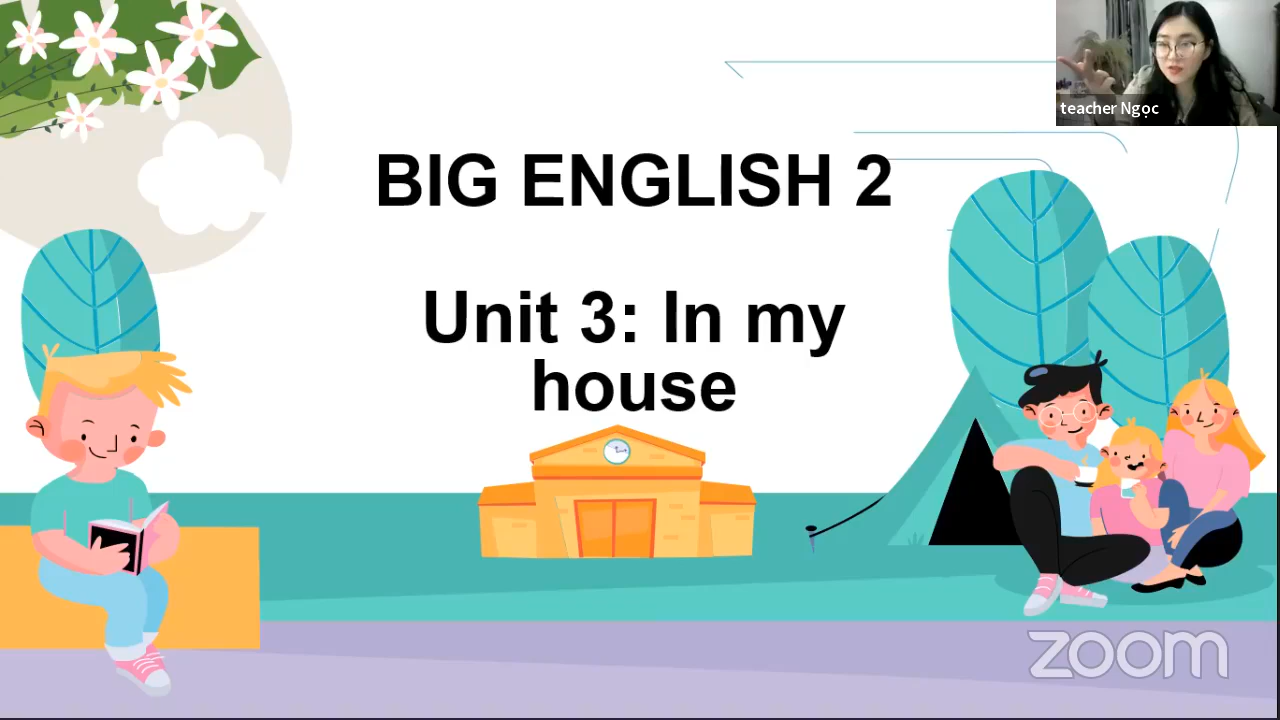 teacher Ngọc
BIG ENGLISH 2
Unit 3: In my
house
zoom